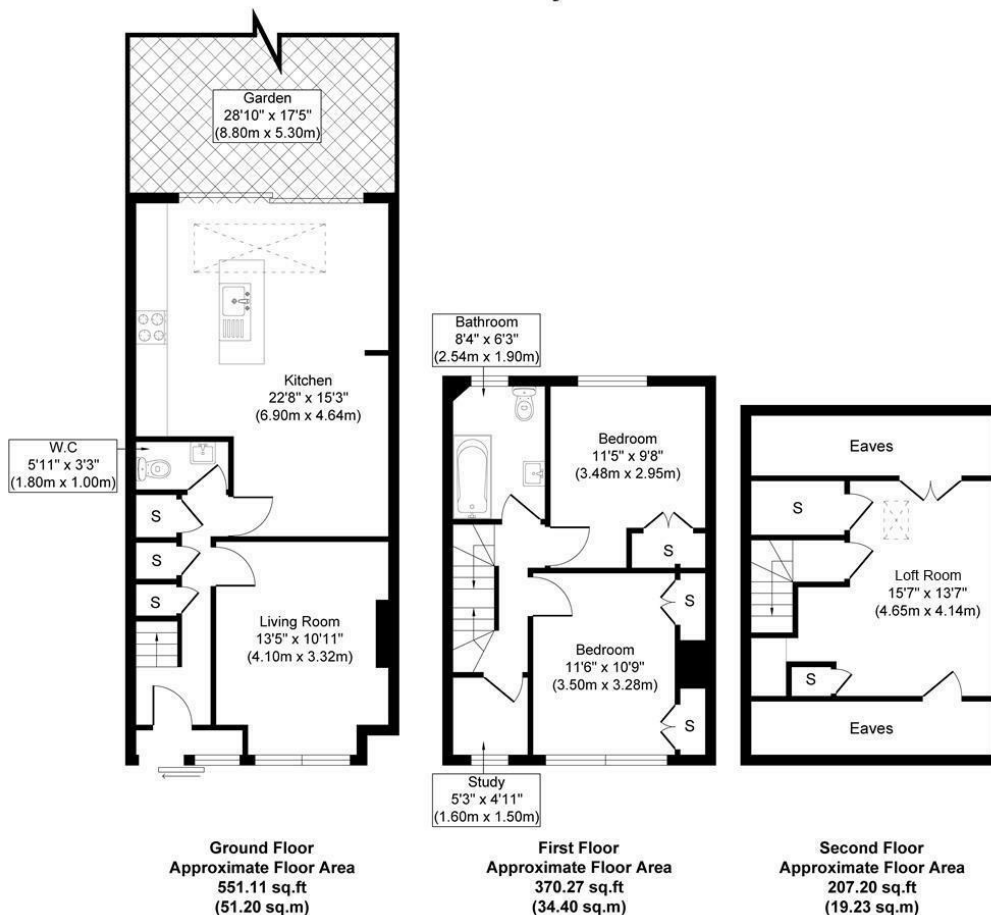 Garden
28'10" x 17'5"
(8.80m x 5.30m)
Kitchen
22'8" x 15'3"
(6.90m x 4.64m)
W.C
5'11" x 3'3"
(1.80m x 1.00m)
S
S
S
Living Room
13'5" x 10'11"
(4.10m x 3.32m)
Ground Floor
Approximate Floor Area
551.11 sq.ft
(51.20 sq.m)
Bathroom
8'4" x 6'3"
(2.54m x 1.90m)
Bedroom
11'5" x 9'8"
(3.48m x 2.95m)
S
S
Bedroom
11'6" x 10'9"
(3.50m x 3.28m)
S
Study
5'3" x 4'11"
(1.60m x 1.50m)
First Floor
Approximate Floor Area
370.27 sq.ft
(34.40 sq.m)
Eaves
S
Loft Room
15'7" x 13'7"
(4.65m x 4.14m)
S
Eaves
Second Floor
Approximate Floor Area
207.20 sq.ft
(19.23 sq.m)